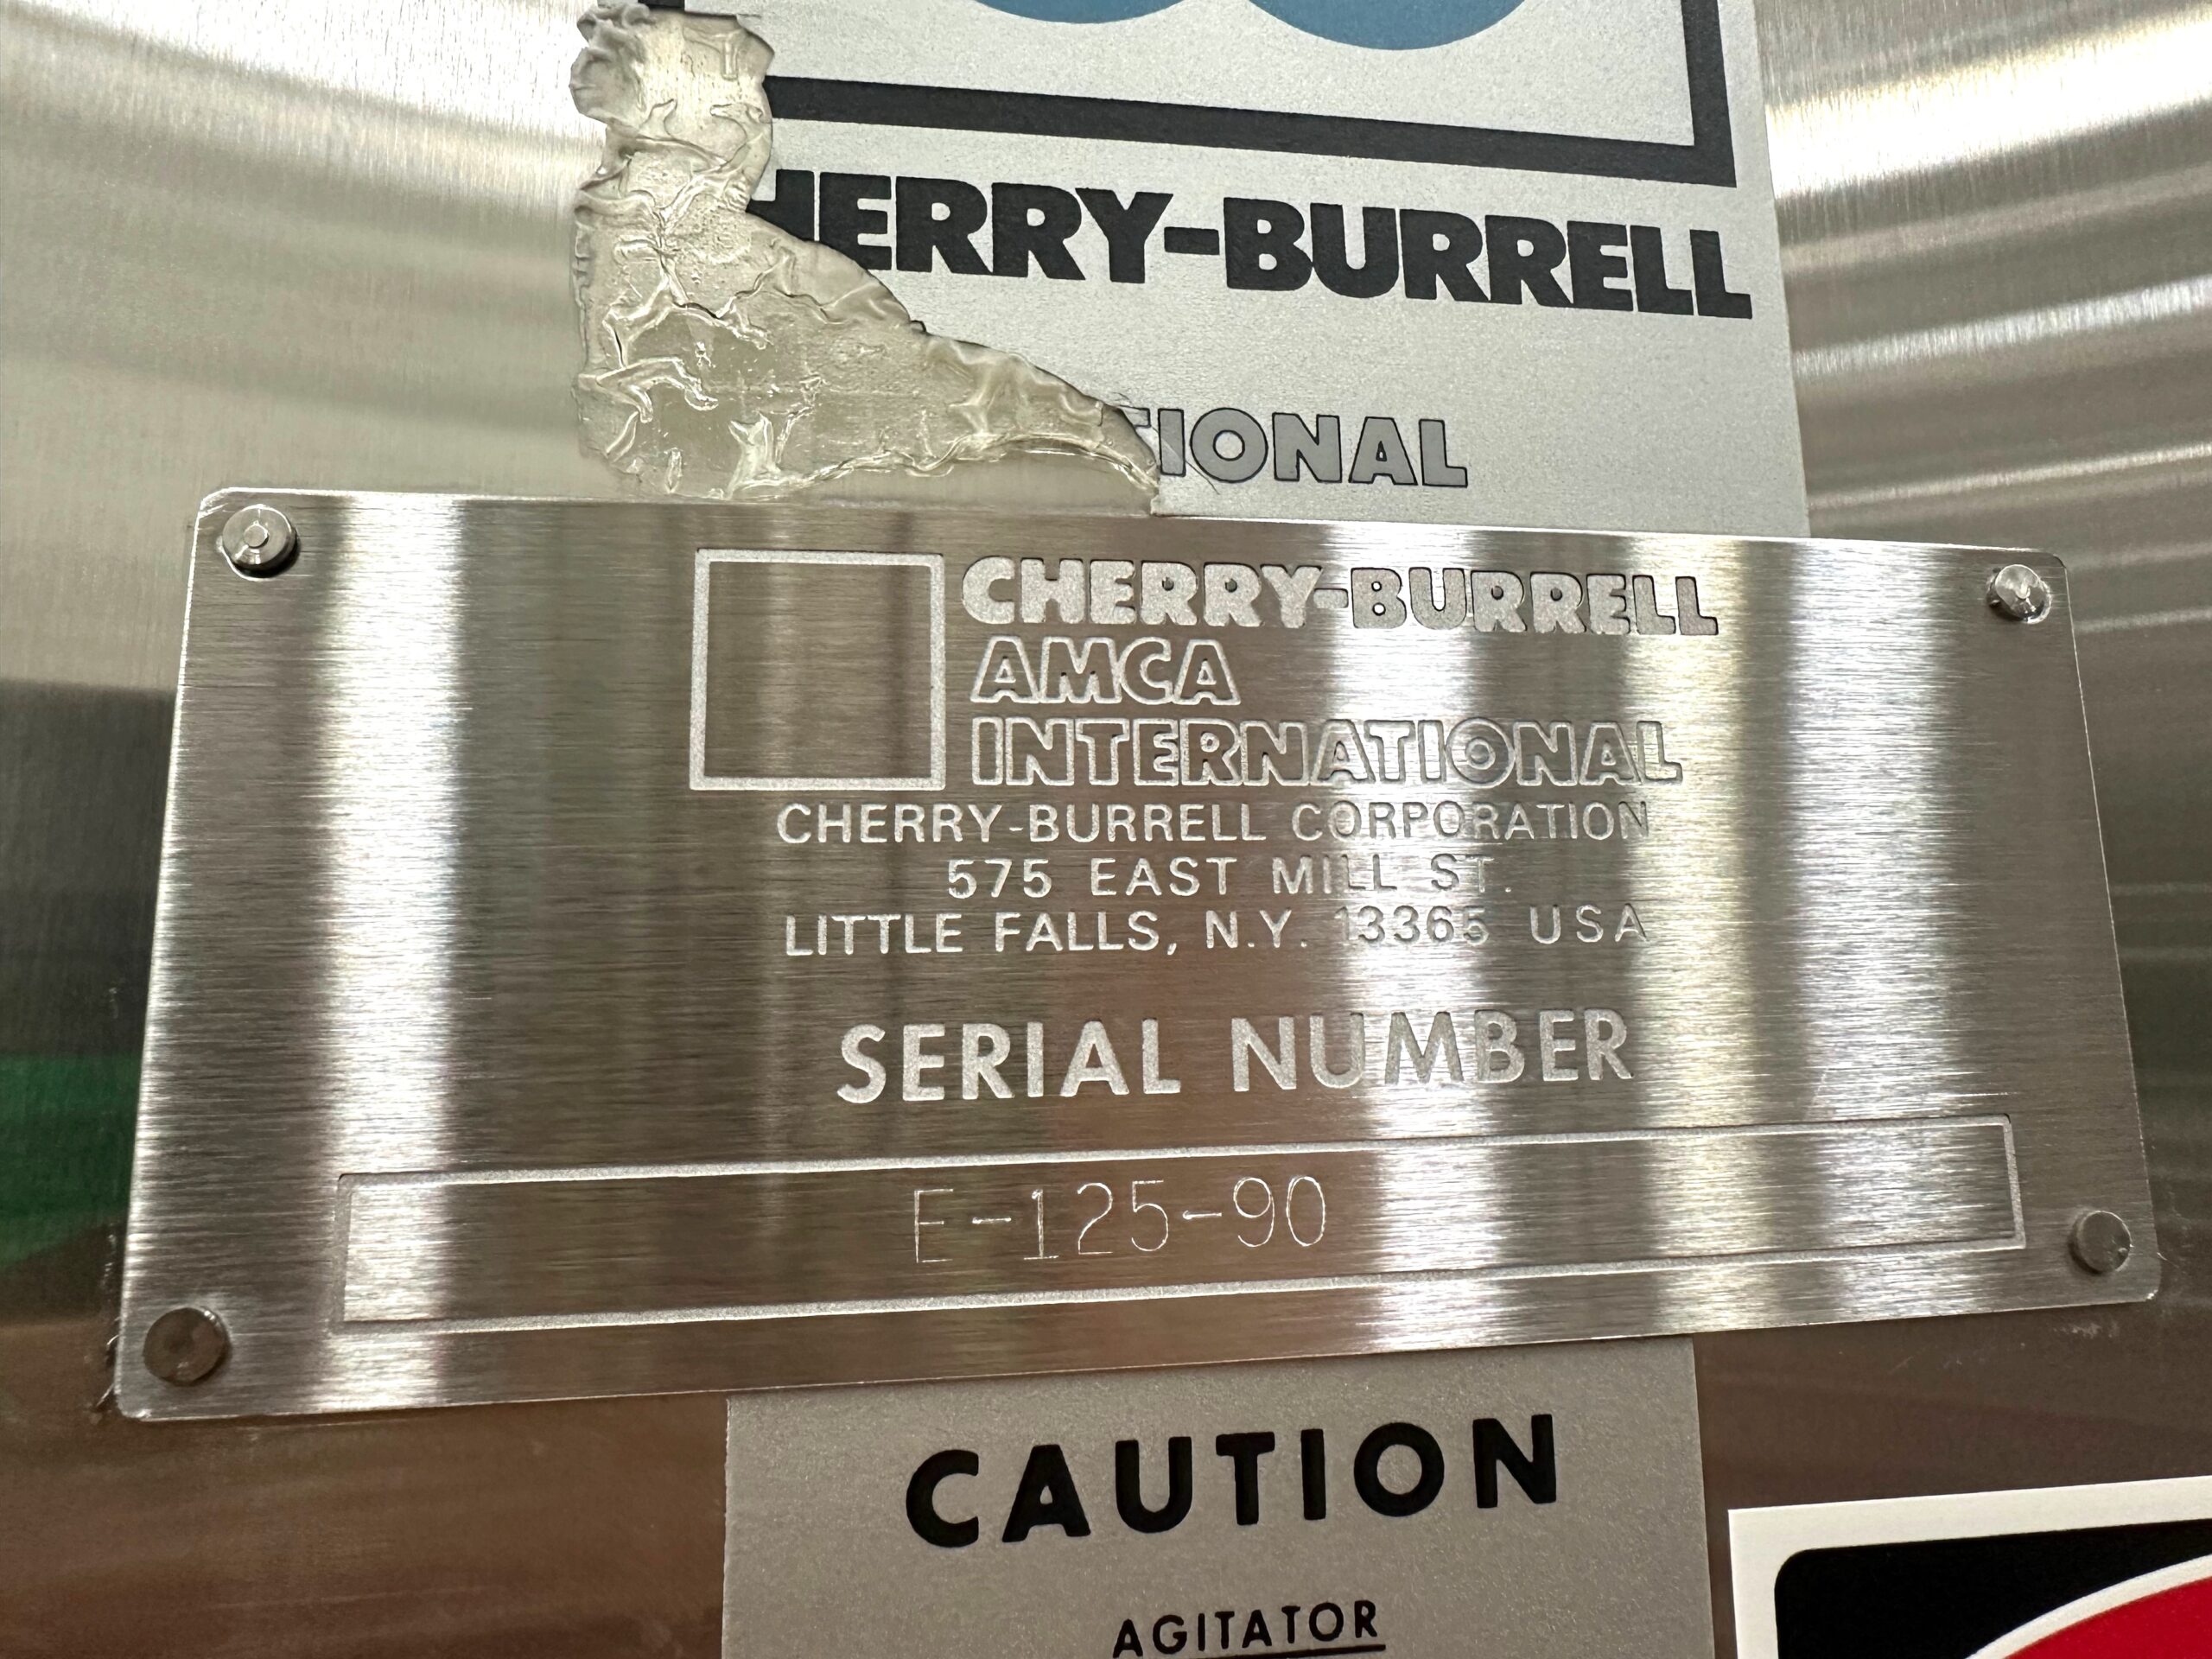 HERRY-BURRELL
TIONAL
CHERRY-BURRELL
AMCA
INTERNATIONAL
CHERRY-BURRELL CORPORATION
575 EAST MILL ST.
LITTLE FALLS, N.Y. 13365 USA
SERIAL NUMBER
E-125-90
CAUTION
AGITATOR